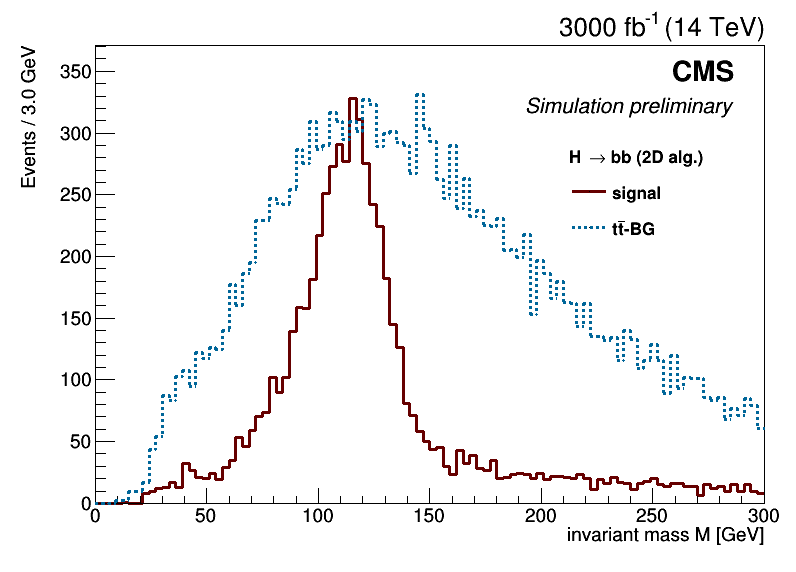 3000 fb-1 (14 TeV)
CMS
Simulation preliminary
H → bb (2D alg.)
signal
tt̄-BG
Events / 3.0 GeV
350
300
250
200
150
100
50
0
0 50 100 150 200 250 300
invariant mass M [GeV]